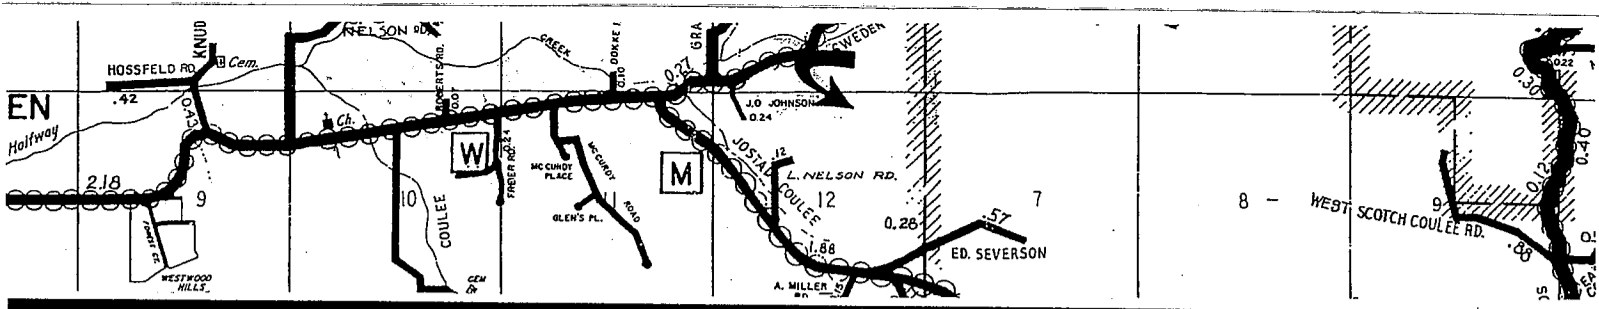 NELSON RD.
KNUD
Cem.
HOSSFELD RD.
.42
EN
Halfway
0.43
2.18
9
WESTWOOD
HILLS
Ch.
ROBERTS RD.
0.07
W
0.24
FREDER RD.
10
COULEE
CREEK
0.10
0.27
GRA
SWEDEN
J.O JOHNSON
0.24
MC CURDY
PLACE
MC CURDY
ROAD
11
GLEN'S PL.
M
JOSTAD COULEE
.12
L. NELSON RD.
12
1.88
A. MILLER
RD
.15
0.28
.57
ED. SEVERSON
7
8
WEST SCOTCH COULEE RD.
9
.88
0.12
0.40
0.30
0.22